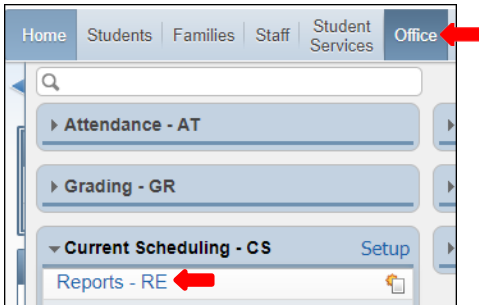 Home Students Families Staff Student Services Office
Attendance - AT
Grading - GR
Current Scheduling - CS Setup
Reports - RE